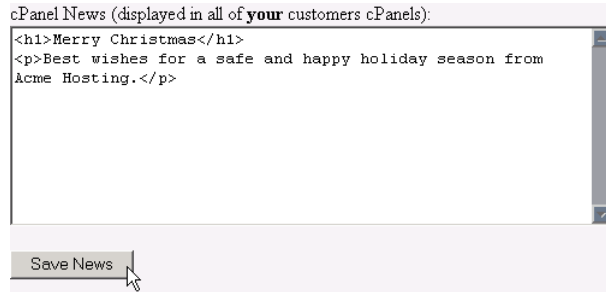 cPanel News (displayed in all of your customers cPanels):
<h1>Merry Christmas</h1>
<p>Best wishes for a safe and happy holiday season from
Acme Hosting.</p>
Save News